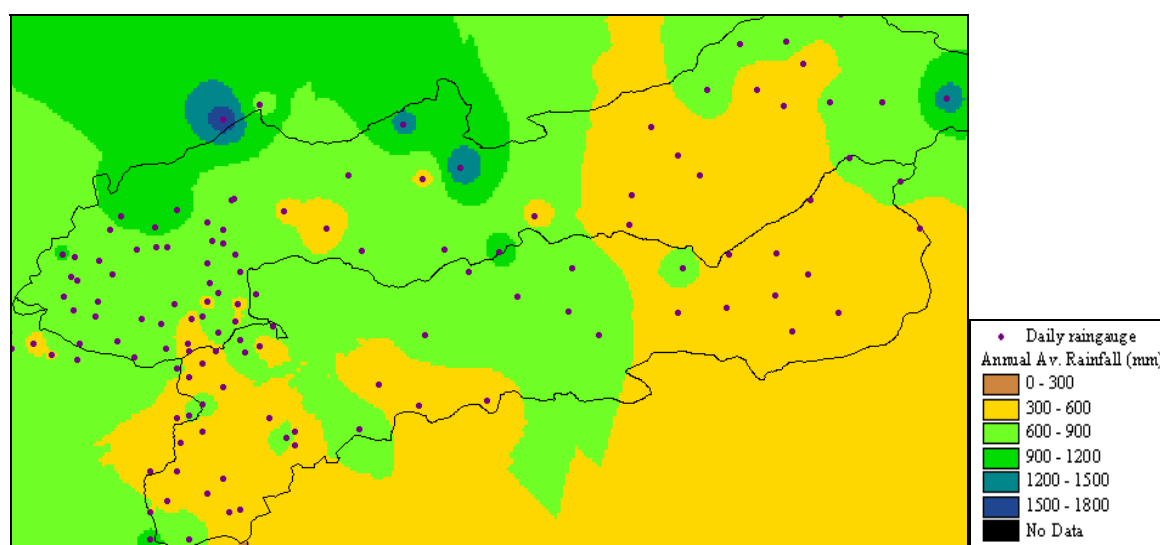 Daily raingauge
Annual Av. Rainfall (mm)
0 - 300
300 - 600
600 - 900
900 - 1200
1200 - 1500
1500 - 1800
No Data